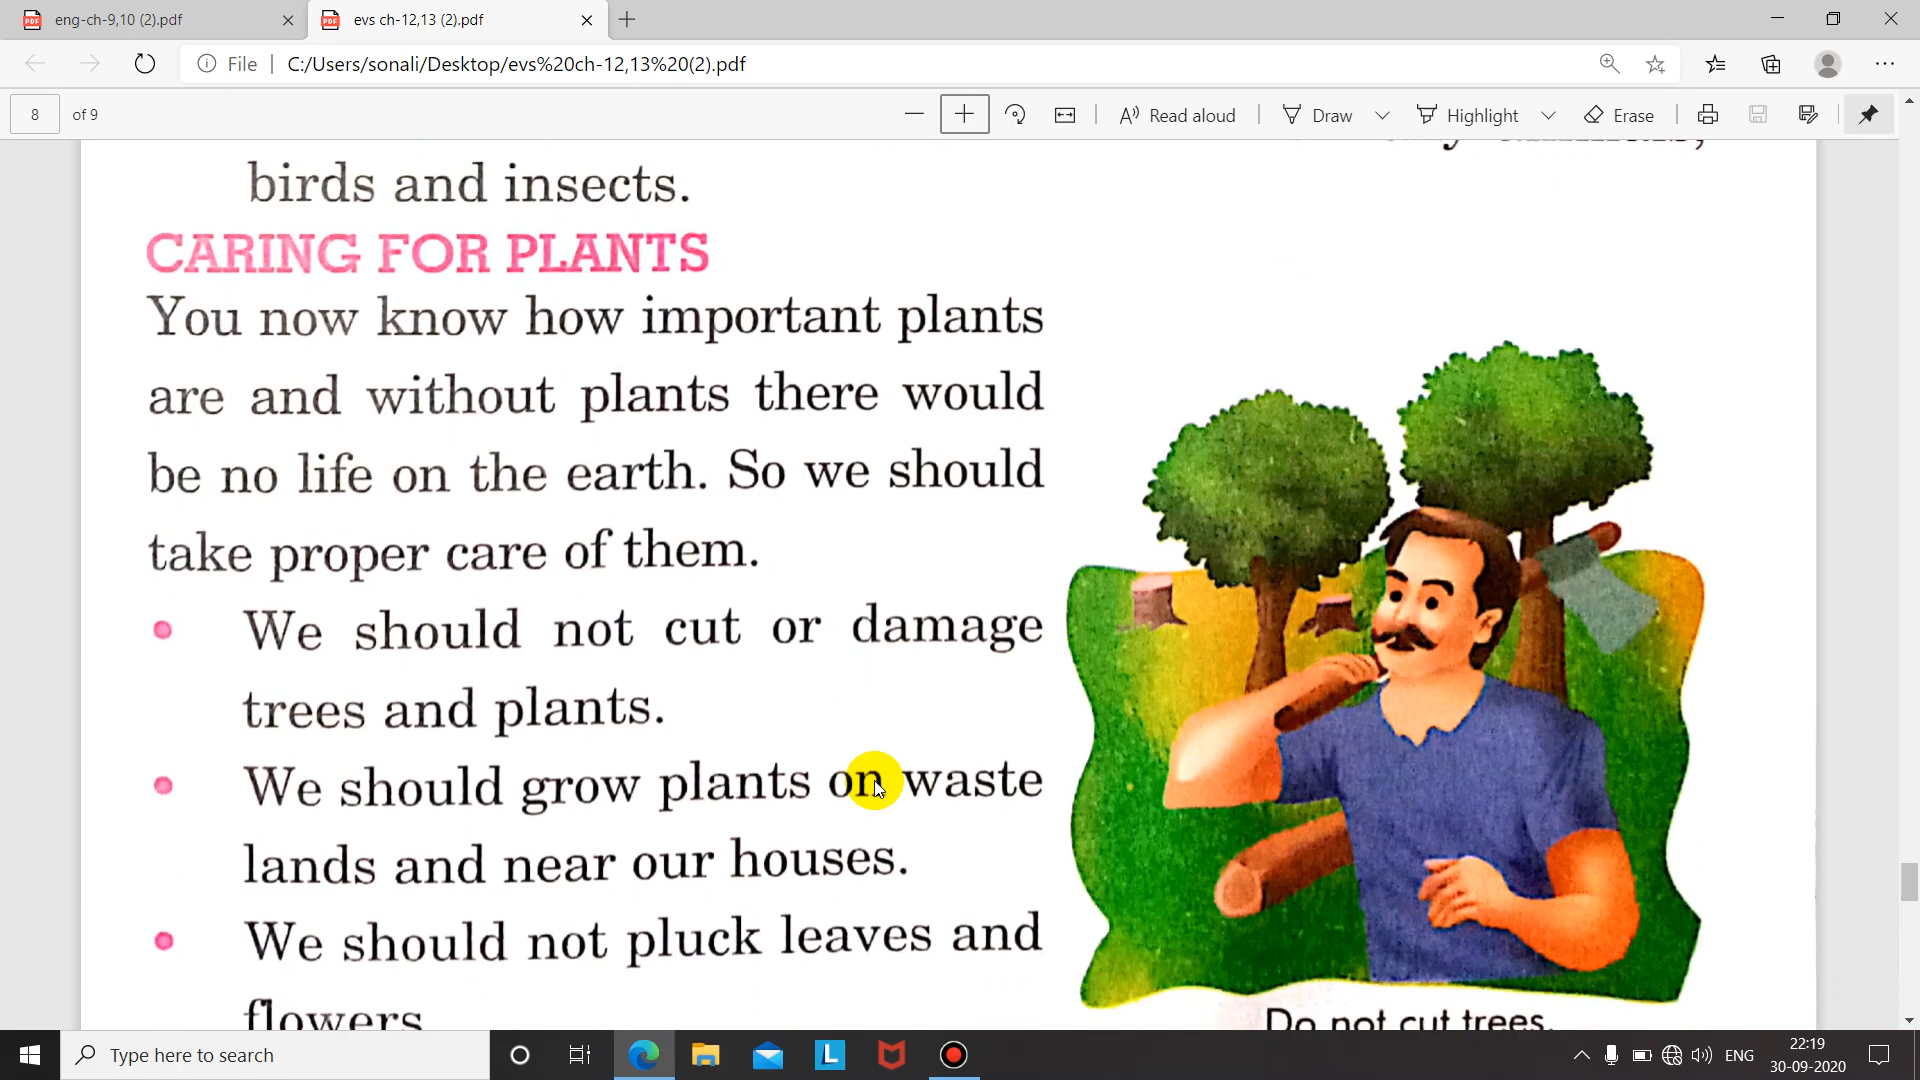 eng-ch-9,10 (2).pdf
evs ch-12,13 (2).pdf
File
C:/Users/sonali/Desktop/evs%20ch-12,13%20(2).pdf
8
of 9
Read aloud
Draw
Highlight
Erase
birds and insects.
CARING FOR PLANTS
You now know how important plants
are and without plants there would
be no life on the earth. So we should
take proper care of them.
We should not cut or damage
trees and plants.
We should grow plants on waste
lands and near our houses.
We should not pluck leaves and
flowers
Do not cut trees.
Type here to search
ENG
22:19
30-09-2020